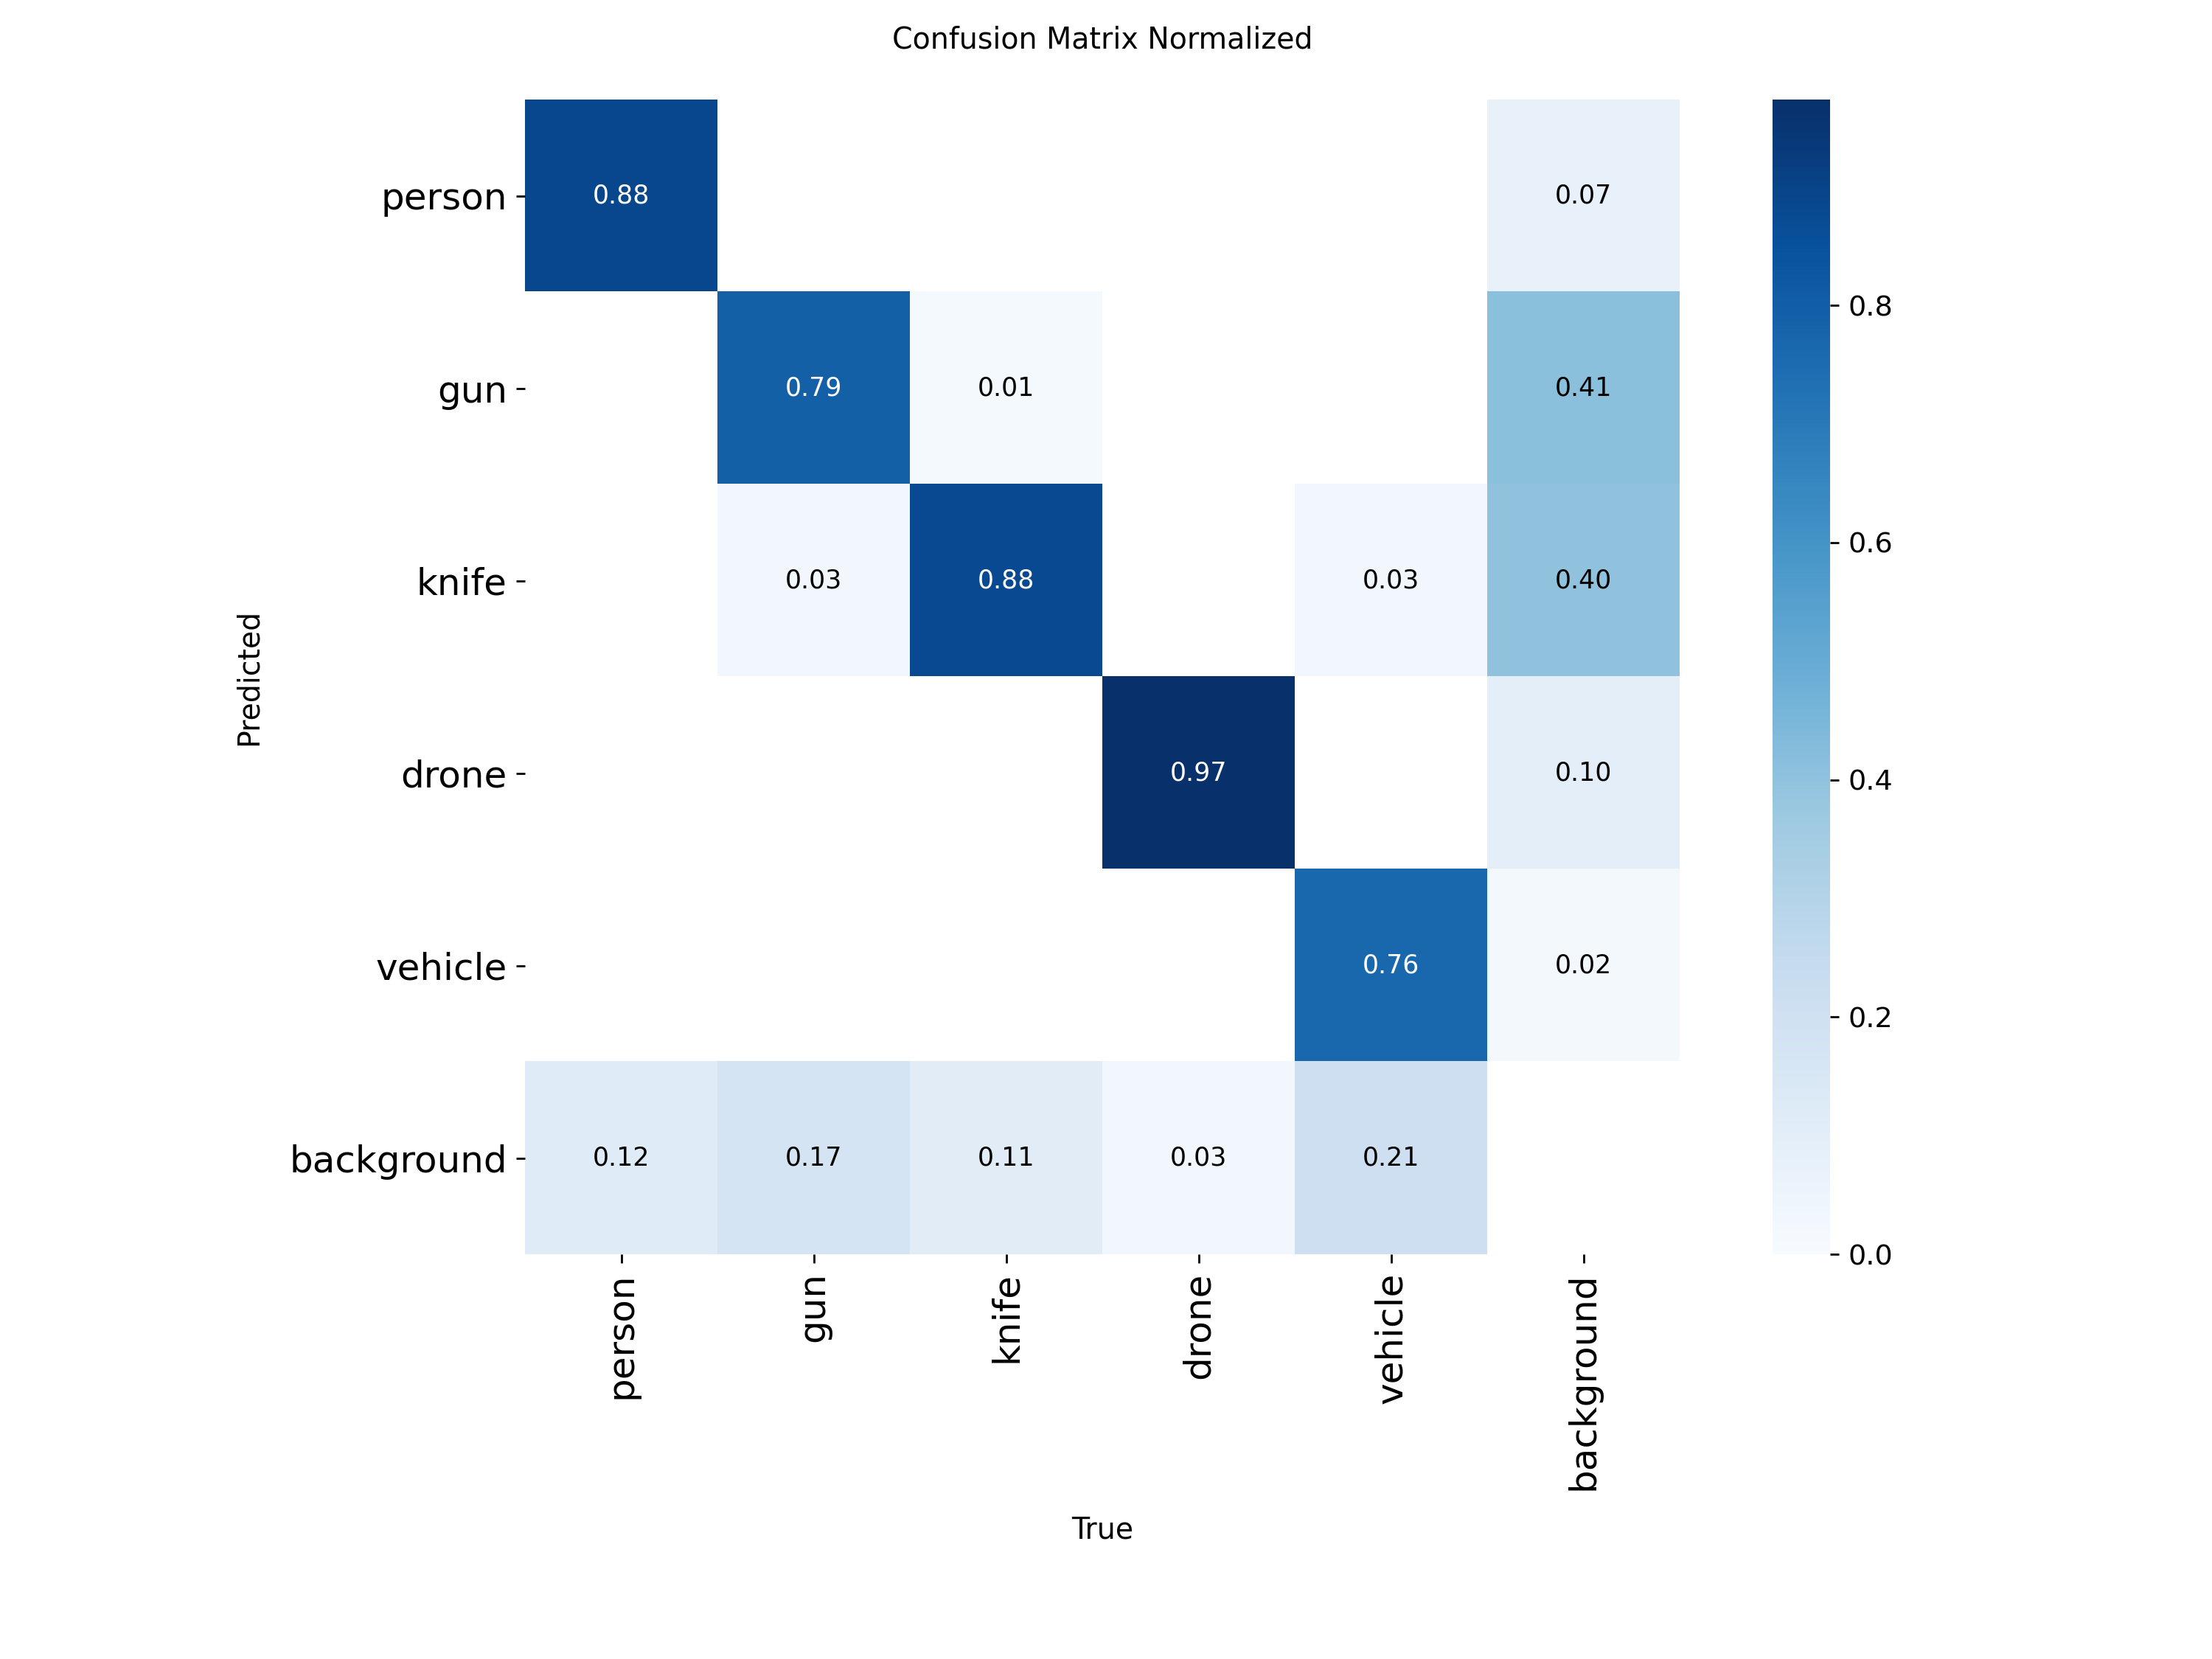 Confusion Matrix Normalized
person 0.88 0.07
gun 0.79 0.01 0.41
knife 0.03 0.88 0.03 0.40
drone 0.97 0.10
vehicle 0.76 0.02
background 0.12 0.17 0.11 0.03 0.21
Predicted
person gun knife drone vehicle background
True
0.8
0.6
0.4
0.2
0.0